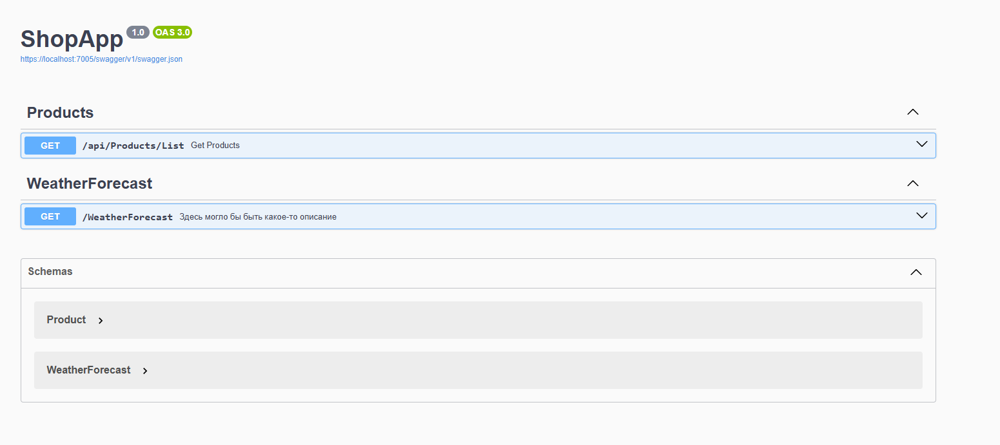 ShopApp 1.0 OAS 3.0
https://localhost:7005/swagger/v1/swagger.json
Products
GET /api/Products/List Get Products
WeatherForecast
GET /WeatherForecast Здесь могло бы быть какое-то описание
Schemas
Product
WeatherForecast